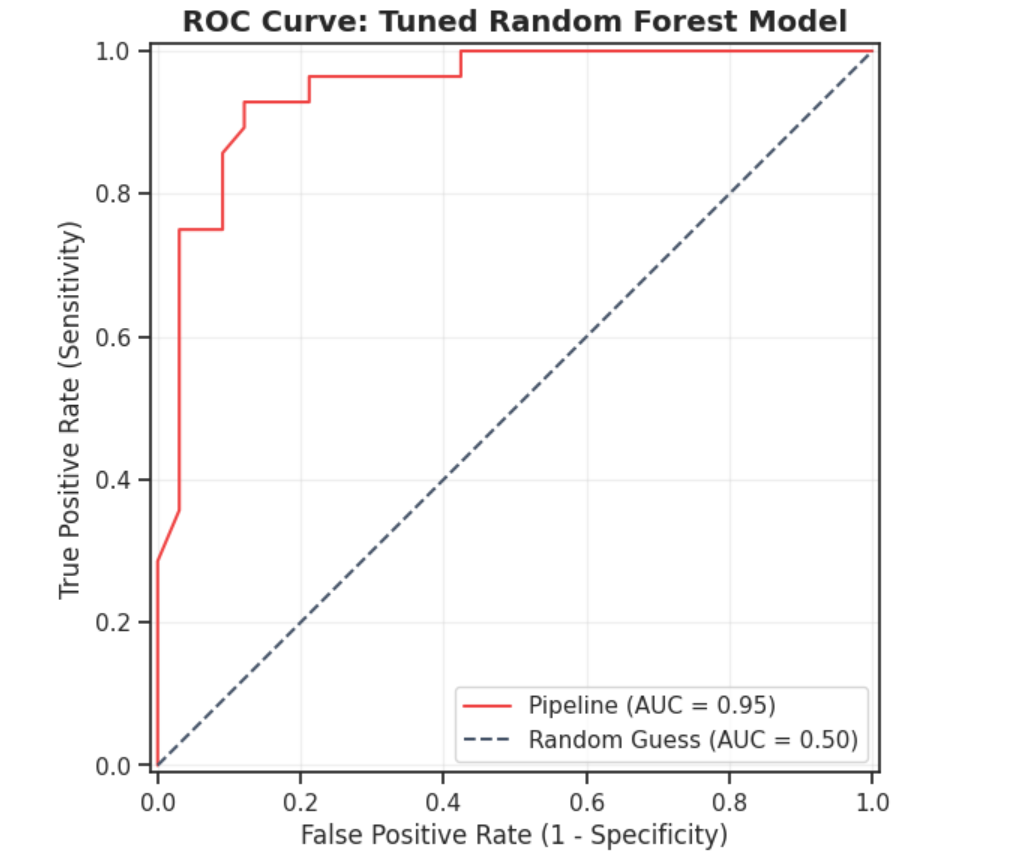 ROC Curve: Tuned Random Forest Model
1.0
0.8
0.6
0.4
0.2
0.0
True Positive Rate (Sensitivity)
Pipeline (AUC = 0.95)
Random Guess (AUC = 0.50)
0.0 0.2 0.4 0.6 0.8 1.0
False Positive Rate (1 - Specificity)